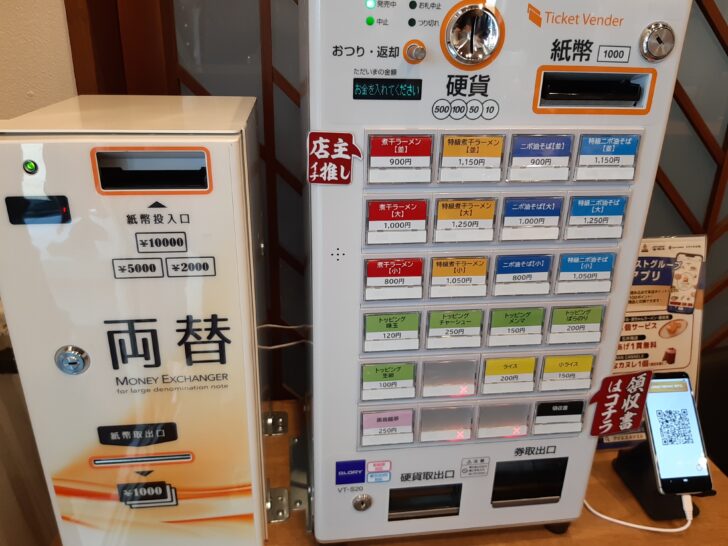 紙幣投入口
¥10000
¥5000
¥2000
両替
MONEY EXCHANGER
for large denomination note
紙幣取出口
¥1000
発売中
お札中止
中止
つり切れ
おつり・返却
ただいまの金額
お金を入れてください
硬貨
500 100 50 10
Ticket Vender
紙幣 1000
店主
イチ推し
煮干ラーメン
【並】
900円
特級煮干ラーメン
【並】
1,150円
ニボ油そば【並】
900円
特級ニボ油そば
【並】
1,150円
煮干ラーメン
【大】
1,000円
特級煮干ラーメン
【大】
1,250円
ニボ油そば【大】
1,000円
特級ニボ油そば
【大】
1,250円
煮干ラーメン
【小】
800円
特級煮干ラーメン
【小】
1,050円
ニボ油そば【小】
800円
特級ニボ油そば
【小】
1,050円
トッピング
味玉
120円
トッピング
チャーシュー
250円
トッピング
メンマ
150円
トッピング
ばらのり
200円
トッピング
100円
ライス
200円
小ライス
150円
250円
領収書
領収書
はコチラ
GLORY
VT-S20
硬貨取出口
券取出口
ストグループ
アプリ